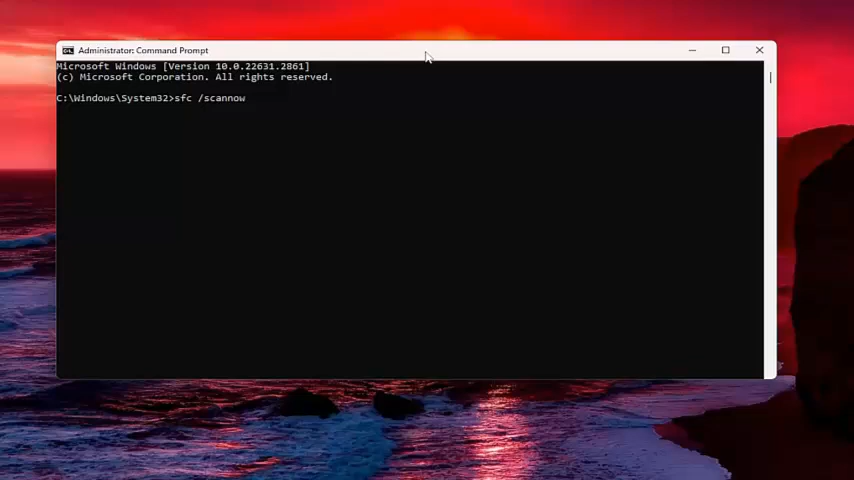 Administrator: Command Prompt
Microsoft Windows [Version 10.0.22631.2861]
(c) Microsoft Corporation. All rights reserved.
C:\Windows\System32>sfc /scannow